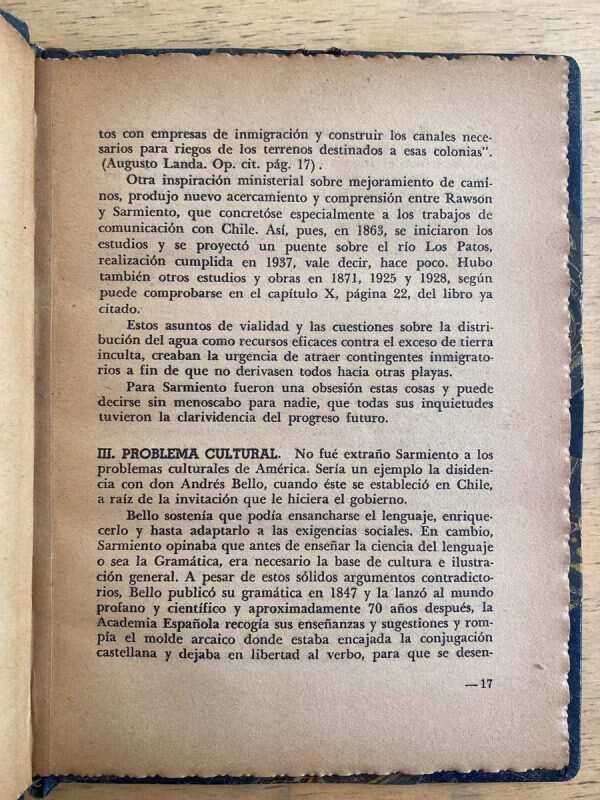 tos con empresas de inmigración y construir los canales nece-
sarios para riegos de los terrenos destinados a esas colonias".
(Augusto Landa. Op. cit. pág. 17).
Otra inspiración ministerial sobre mejoramiento de cami-
nos, produjo nuevo acercamiento y comprensión entre Rawson
y Sarmiento, que concretóse especialmente a los trabajos de
comunicación con Chile. Así, pues, en 1863, se iniciaron los
estudios y se proyectó un puente sobre el río Los Patos,
realización cumplida en 1937, vale decir, hace poco. Hubo
también otros estudios y obras en 1871, 1925 y 1928, según
puede comprobarse en el capítulo X, página 22, del libro ya
citado.
Estos asuntos de vialidad y las cuestiones sobre la distri-
bución del agua como recursos eficaces contra el exceso de tierra
inculta, creaban la urgencia de atraer contingentes inmigrato-
rios a fin de que no derivasen todos hacia otras playas.
Para Sarmiento fueron una obsesión estas cosas y puede
decirse sin menoscabo para nadie, que todas sus inquietudes
tuvieron la clarividencia del progreso futuro.
III. PROBLEMA CULTURAL. No fué extraño Sarmiento a los
problemas culturales de América. Sería un ejemplo la disiden-
cia con don Andrés Bello, cuando éste se estableció en Chile,
a raíz de la invitación que le hiciera el gobierno.
Bello sostenía que podía ensancharse el lenguaje, enrique-
cerlo y hasta adaptarlo a las exigencias sociales. En cambio,
Sarmiento opinaba que antes de enseñar la ciencia del lenguaje
o sea la Gramática, era necesario la base de cultura e ilustra
ción general. A pesar de estos sólidos argumentos contradicto-
rios, Bello publicó su gramática en 1847 y la lanzó al mundo
profano y científico y aproximadamente 70 años después, la
Academia Española recogía sus enseñanzas y sugestiones y rom-
pía el molde arcaico donde estaba encajada la conjugación
castellana y dejaba en libertad al verbo, para que se desen-
—17